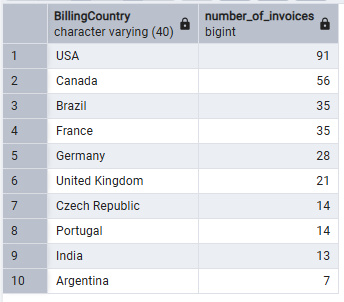 BillingCountry number_of_invoices
character varying (40) bigint
1 USA 91
2 Canada 56
3 Brazil 35
4 France 35
5 Germany 28
6 United Kingdom 21
7 Czech Republic 14
8 Portugal 14
9 India 13
10 Argentina 7